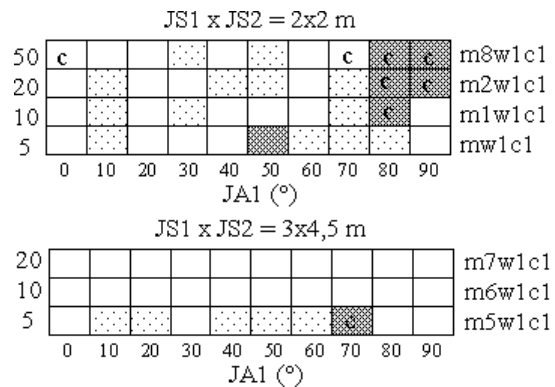 JS1 x JS2 = 2x2 m
50 c c c c m8w1c1
20 c c m2w1c1
10 c m1w1c1
5 mw1c1
0 10 20 30 40 50 60 70 80 90
JA1 (°)
JS1 x JS2 = 3x4,5 m
20 m7w1c1
10 m6w1c1
5 c m5w1c1
0 10 20 30 40 50 60 70 80 90
JA1 (°)